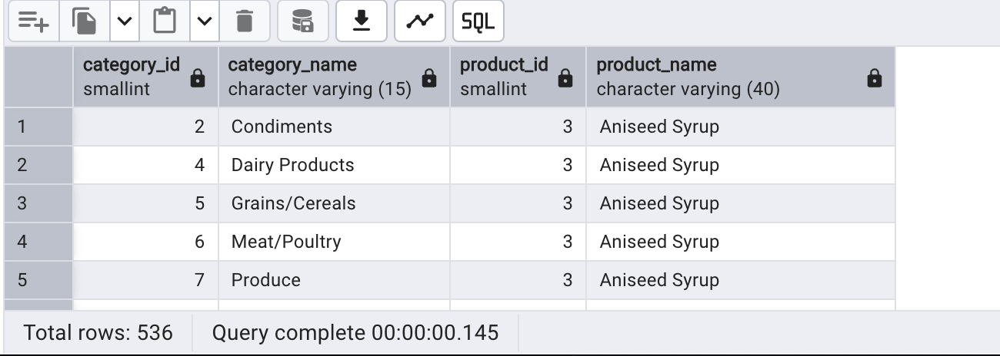 SQL
category_id category_name product_id product_name
smallint character varying (15) smallint character varying (40)
1 2 Condiments 3 Aniseed Syrup
2 4 Dairy Products 3 Aniseed Syrup
3 5 Grains/Cereals 3 Aniseed Syrup
4 6 Meat/Poultry 3 Aniseed Syrup
5 7 Produce 3 Aniseed Syrup
Total rows: 536 Query complete 00:00:00.145